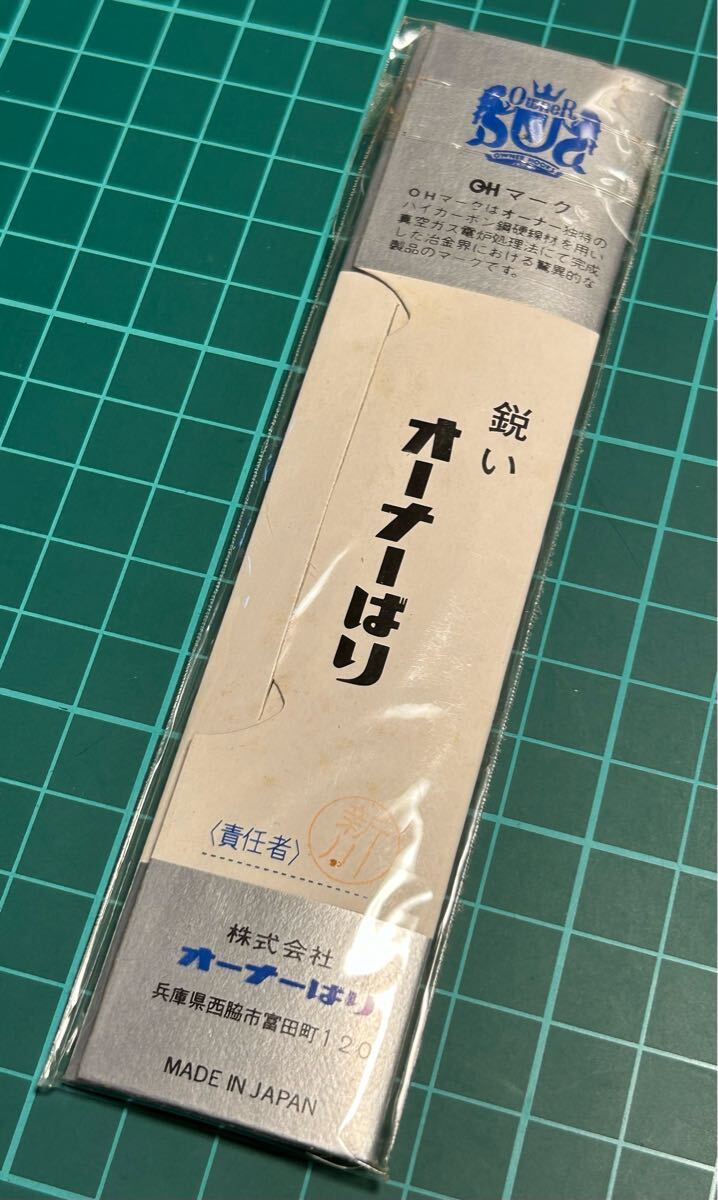 OwneR
OWNER HOOKS
OHマーク
OHマークはオーナー独特の
ハイカーボン鋼硬線材を用い
真空ガス電炉処理法にて完成
した冶金界における驚異的な
製品のマークです。
鋭い
オーナーばり
〈責任者〉
新川
株式会社
オーナーばり
兵庫県西脇市富田町120
MADE IN JAPAN